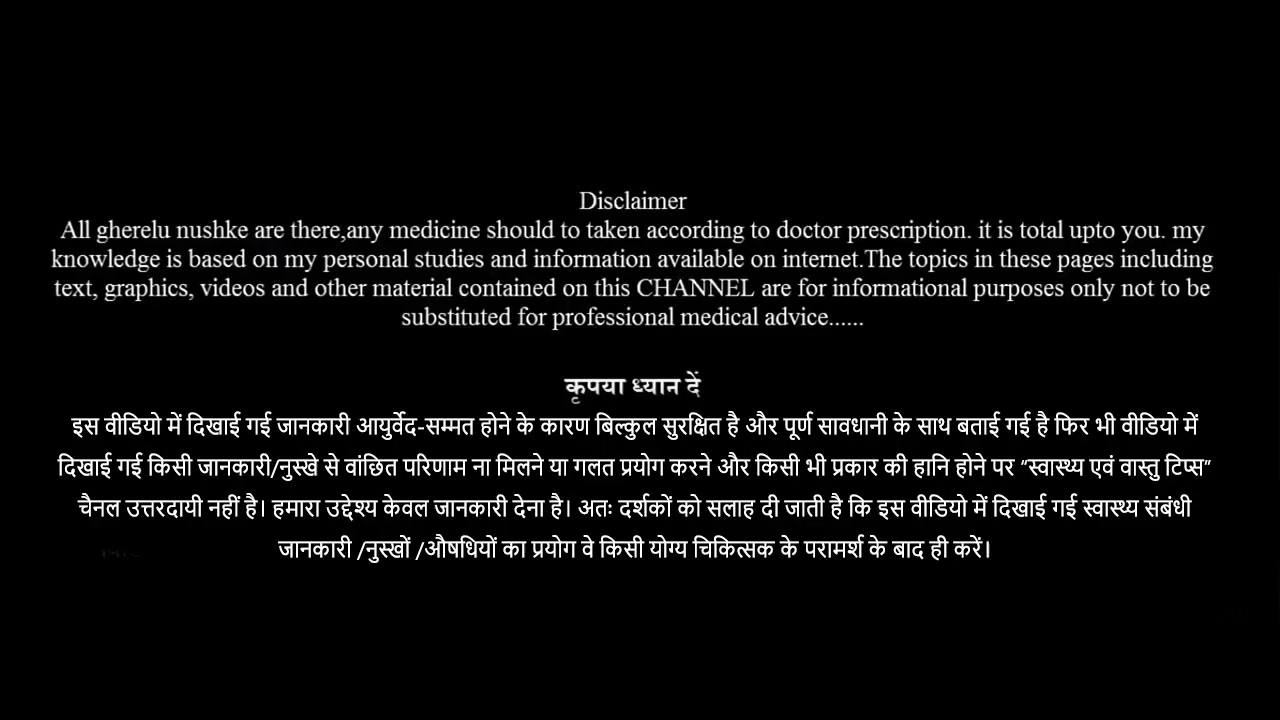 Disclaimer
All gherelu nushke are there,any medicine should to taken according to doctor prescription. it is total upto you. my
knowledge is based on my personal studies and information available on internet.The topics in these pages including
text, graphics, videos and other material contained on this CHANNEL are for informational purposes only not to be
substituted for professional medical advice......
कृपया ध्यान दें
इस वीडियो में दिखाई गई जानकारी आयुर्वेद-सम्मत होने के कारण बिल्कुल सुरक्षित है और पूर्ण सावधानी के साथ बताई गई है फिर भी वीडियो में
दिखाई गई किसी जानकारी/नुस्खे से वांछित परिणाम ना मिलने या गलत प्रयोग करने और किसी भी प्रकार की हानि होने पर "स्वास्थ्य एवं वास्तु टिप्स"
चैनल उत्तरदायी नहीं है। हमारा उद्देश्य केवल जानकारी देना है। अतः दर्शकों को सलाह दी जाती है कि इस वीडियो में दिखाई गई स्वास्थ्य संबंधी
जानकारी /नुस्खों /औषधियों का प्रयोग वे किसी योग्य चिकित्सक के परामर्श के बाद ही करें।